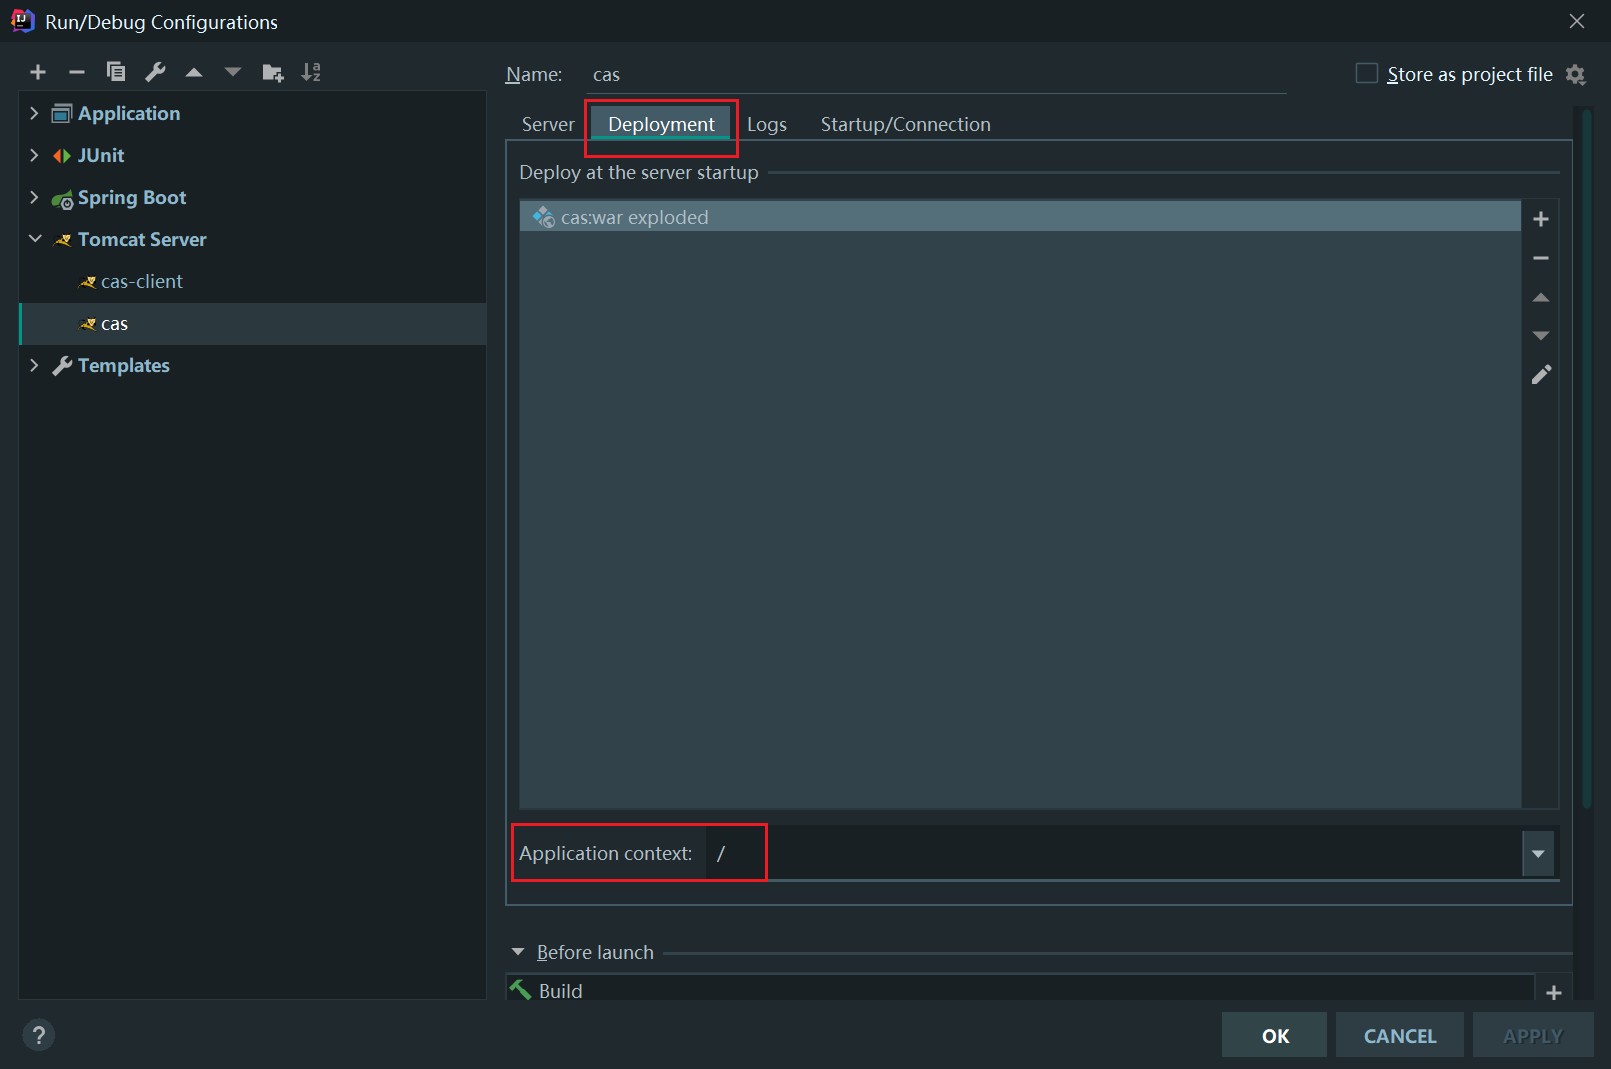 Run/Debug Configurations
Application
JUnit
Spring Boot
Tomcat Server
cas-client
cas
Templates
Name: cas
Store as project file
Server Deployment Logs Startup/Connection
Deploy at the server startup
cas:war exploded
Application context: /
Before launch
Build
? OK CANCEL APPLY